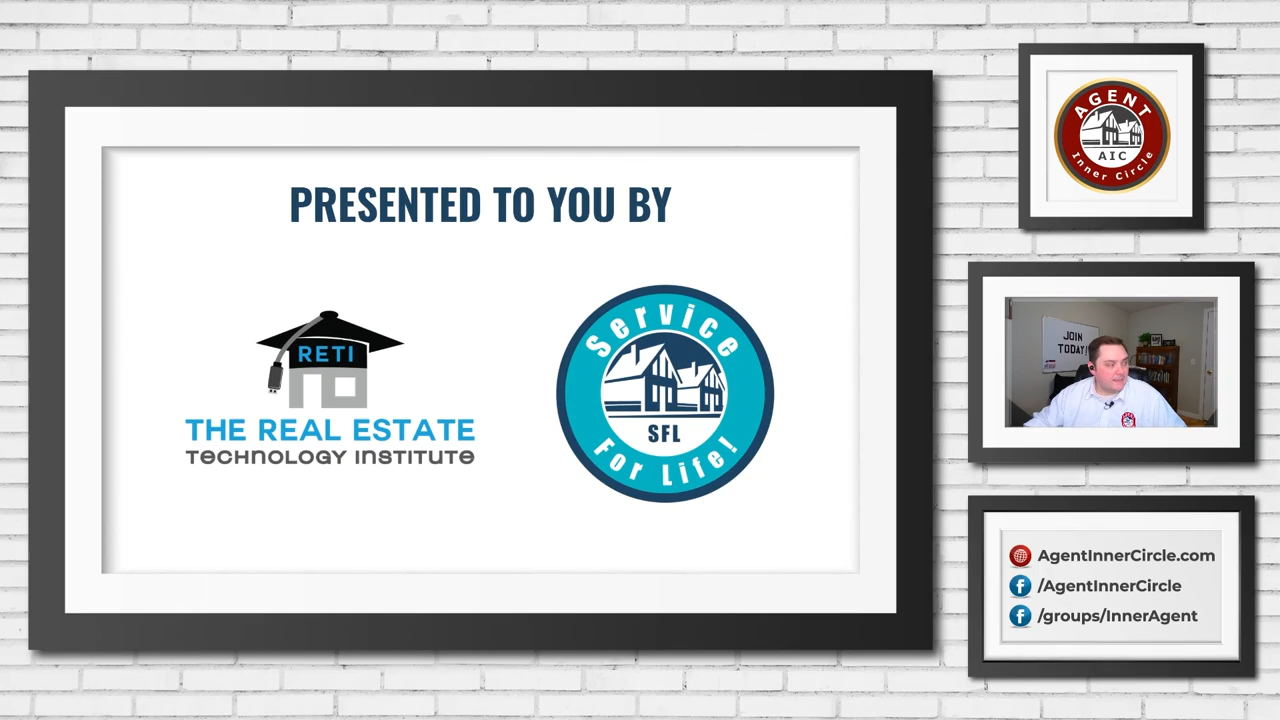 PRESENTED TO YOU BY
RETI
THE REAL ESTATE
TECHNOLOGY INSTITUTE
Service
SFL
For Life!
AGENT
AIC
Inner Circle
JOIN
TODAY!
AgentInnerCircle.com
/AgentInnerCircle
/groups/InnerAgent